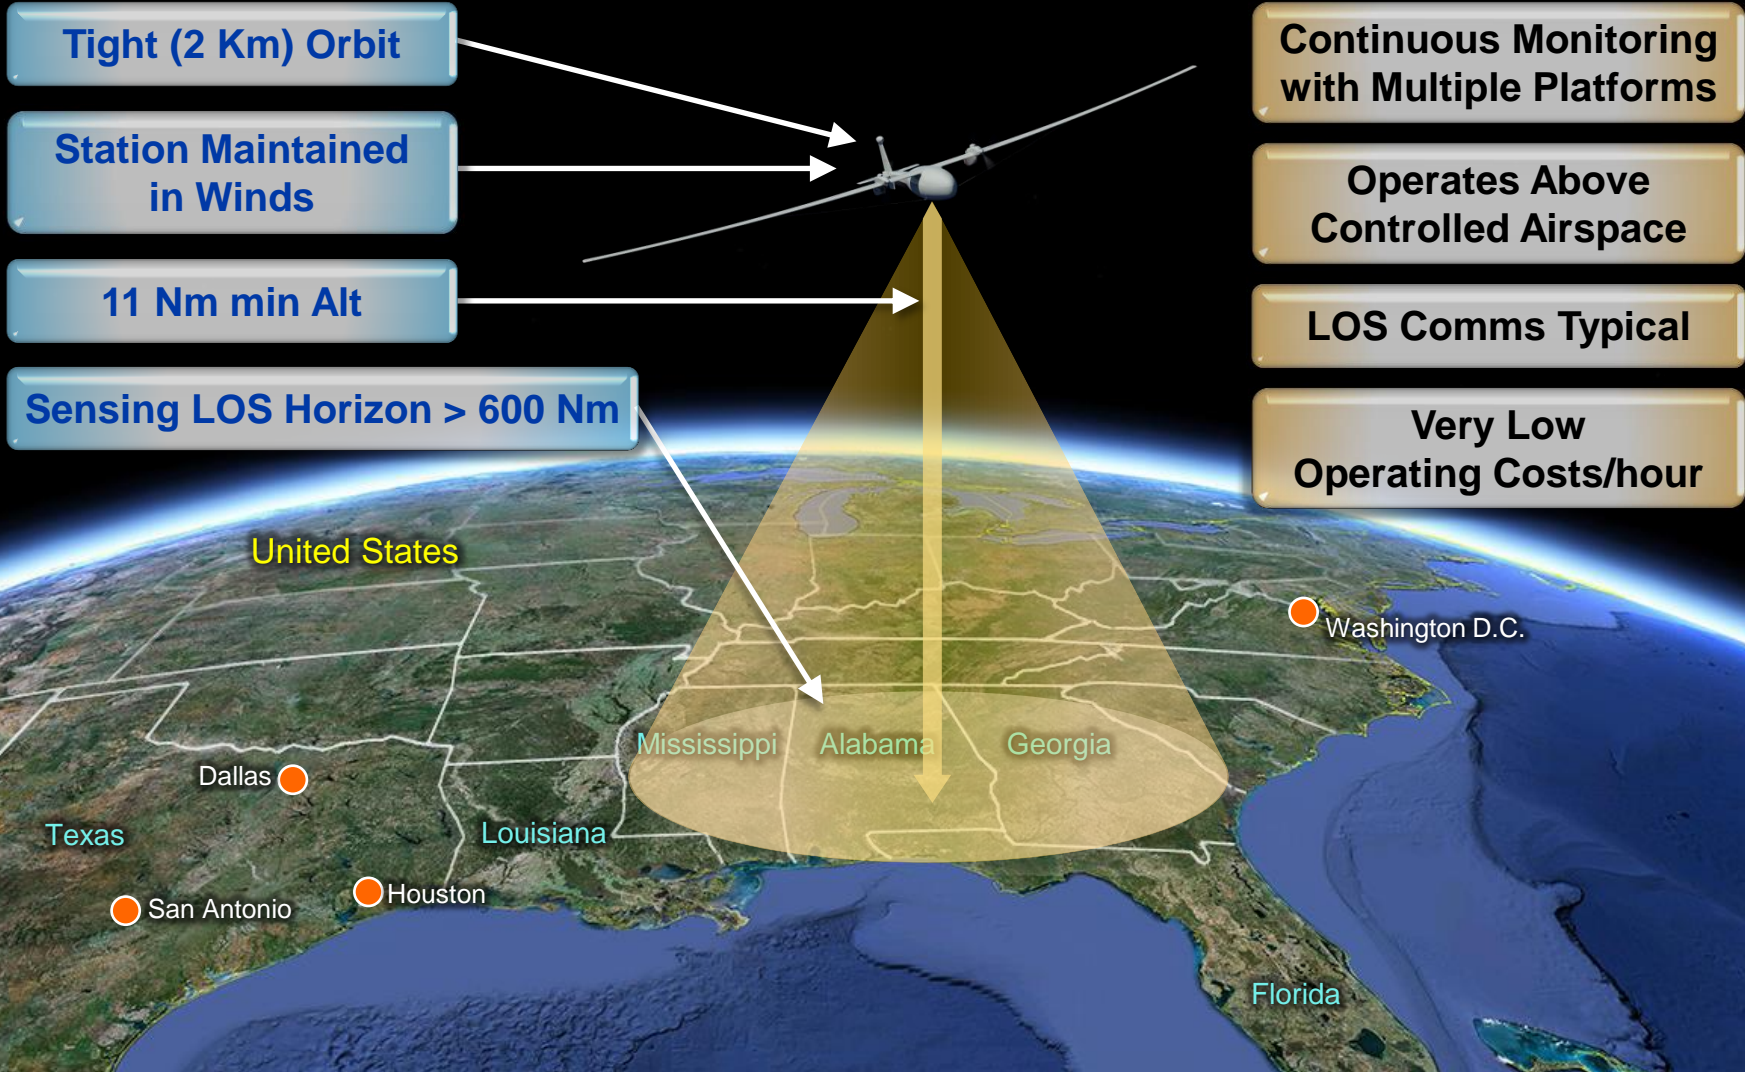 Tight (2 Km) Orbit
Station Maintained
in Winds
11 Nm min Alt
Sensing LOS Horizon > 600 Nm
Continuous Monitoring
with Multiple Platforms
Operates Above
Controlled Airspace
LOS Comms Typical
Very Low
Operating Costs/hour
United States
Washington D.C.
Mississippi
Alabama
Georgia
Dallas
Texas
Louisiana
Houston
San Antonio
Florida